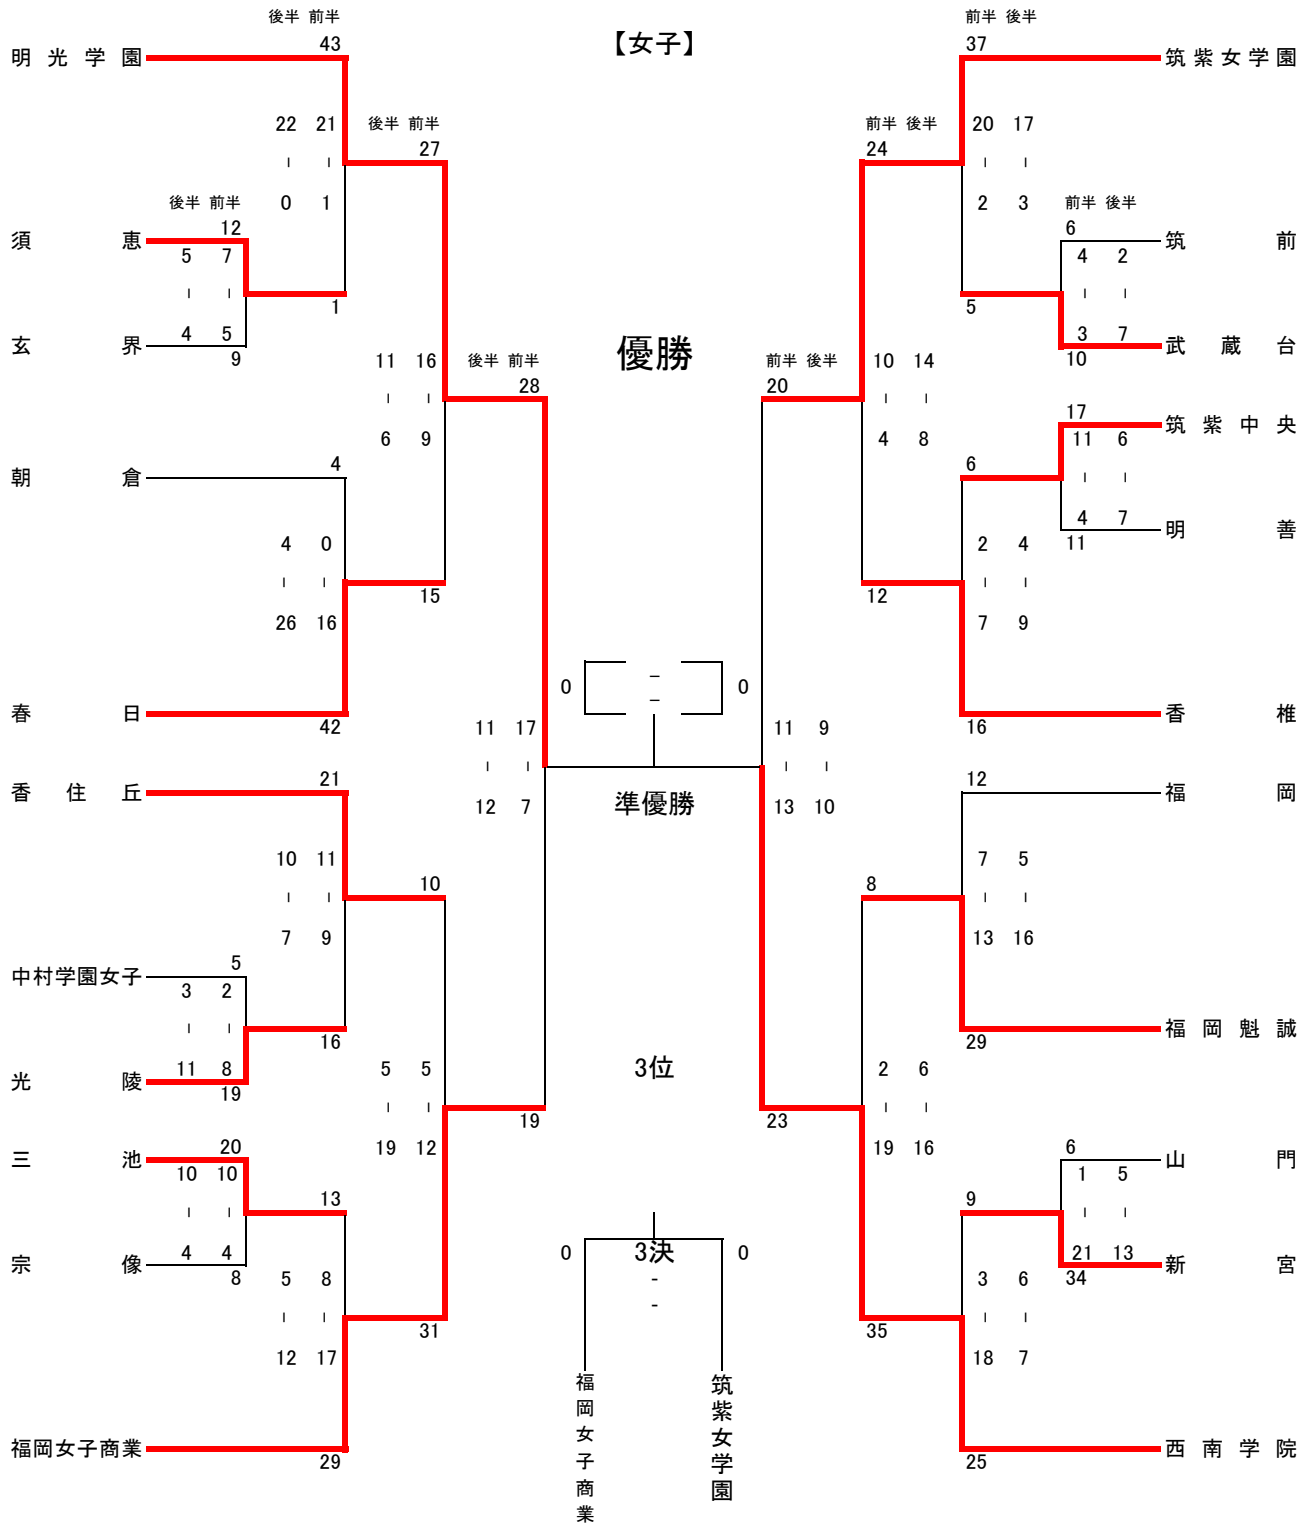 後半 前半
前半 後半
43
【女子】
37
明光学園
筑紫女学園
22 21
後半 前半
前半 後半
20 17
27
24
- -
- -
0 1
2 3
後半 前半
前半 後半
12
6
須恵
筑前
5 7
4 2
- -
- -
1
5
4 5
3 7
玄界
武蔵台
9
10
優勝
11 16
後半 前半
前半 後半
10 14
28
20
- -
- -
17
筑紫中央
6 9
4 8
11 6
4
6
- -
朝倉
4 7
明善
11
4 0
2 4
- -
- -
15
12
26 16
7 9
0
-
-
0
春日
香椎
42
16
11 17
11 9
- -
- -
21
12
香住丘
福岡
準優勝
12 7
13 10
10 11
7 5
10
8
- -
- -
7 9
13 16
5
中村学園女子
3 2
- -
16
29
福岡魁誠
11 8
光陵
19
3位
5 5
2 6
- -
- -
19
23
19 12
19 16
20
6
三池
山門
10 10
1 5
13
9
- -
- -
4 4
21 13
宗像
新宮
8
34
0
3決
0
-
-
5 8
3 6
- -
- -
31
35
12 17
18 7
福岡女子商業
筑紫女学園
福岡女子商業
西南学院
29
25